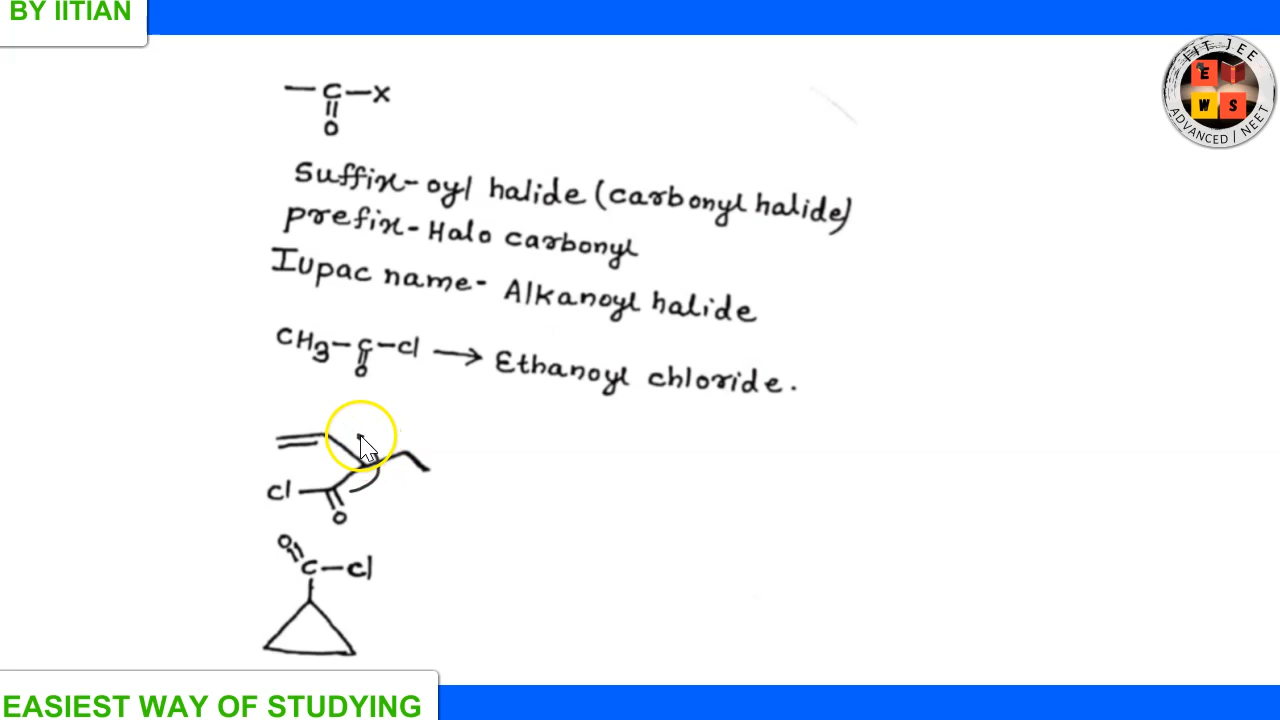 BY IITIAN
IIT JEE
E
W S
ADVANCED / NEET
— C — X
||
O
Suffix - oyl halide (carbonyl halide)
prefix - Halo carbonyl
Iupac name - Alkanoyl halide
CH3 — C — Cl → Ethanoyl chloride.
||
O
Cl
O
O
C — Cl
EASIEST WAY OF STUDYING